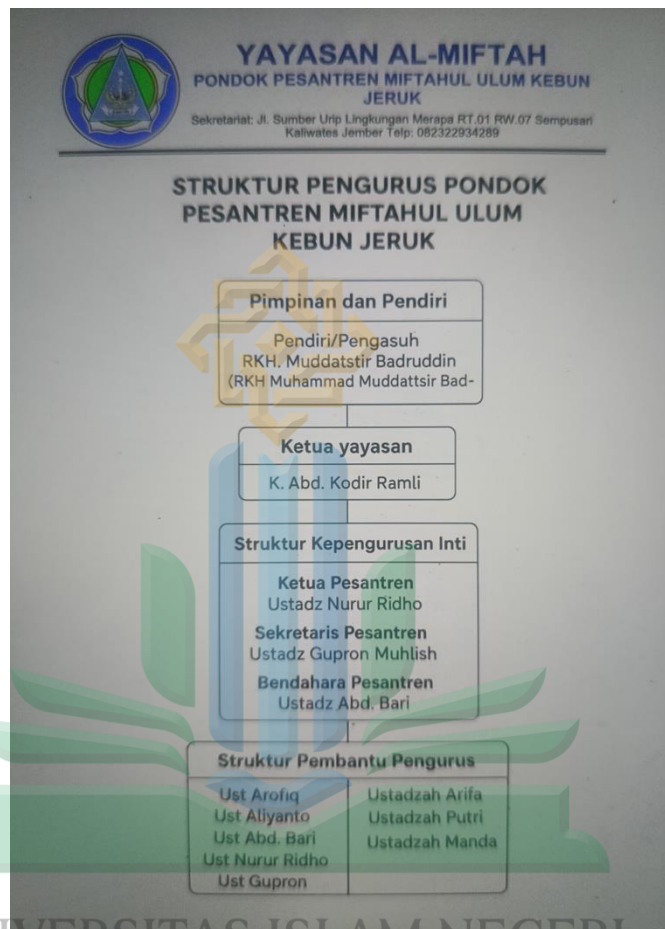 YAYASAN AL-MIFTAH
PONDOK PESANTREN MIFTAHUL ULUM KEBUN
JERUK
Sekretariat: Jl. Sumber Urip Lingkungan Merapa RT.01 RW.07 Sempusari
Kaliwates Jember Telp: 082322934289
STRUKTUR PENGURUS PONDOK
PESANTREN MIFTAHUL ULUM
KEBUN JERUK
Pimpinan dan Pendiri
Pendiri/Pengasuh
RKH. Muddatstir Badruddin
(RKH Muhammad Muddattsir Bad-
Ketua yayasan
K. Abd. Kodir Ramli
Struktur Kepengurusan Inti
Ketua Pesantren
Ustadz Nurur Ridho
Sekretaris Pesantren
Ustadz Gupron Muhlish
Bendahara Pesantren
Ustadz Abd. Bari
Struktur Pembantu Pengurus
Ust Arofiq
Ust Aliyanto
Ust Abd. Bari
Ust Nurur Ridho
Ust Gupron
Ustadzah Arifa
Ustadzah Putri
Ustadzah Manda
UNIVERSITAS ISLAM NEGERI